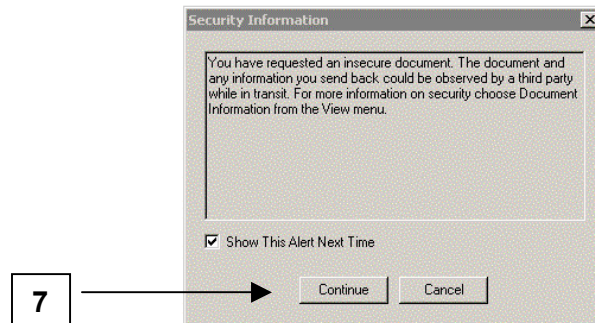 Security Information
You have requested an insecure document. The document and
any information you send back could be observed by a third party
while in transit. For more information on security choose Document
Information from the View menu.
Show This Alert Next Time
7
Continue Cancel